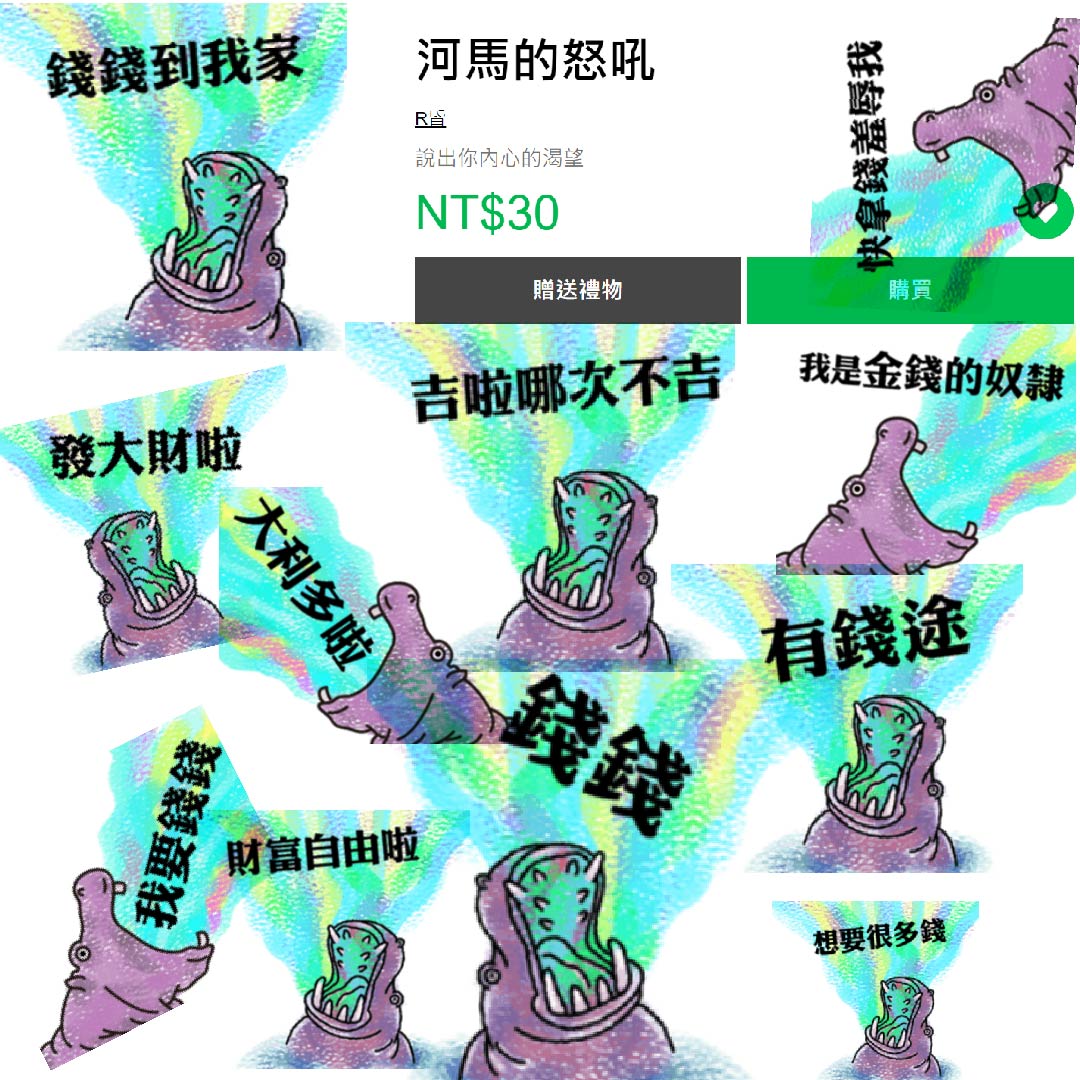 錢錢到我家
河馬的怒吼
說出你內心的渴望
NT$30
贈送禮物
購買
快拿錢羞辱我
吉啦哪次不吉
我是金錢的奴隸
發大財啦
大利多啦
有錢途
錢錢
我要錢錢
財富自由啦
想要很多錢